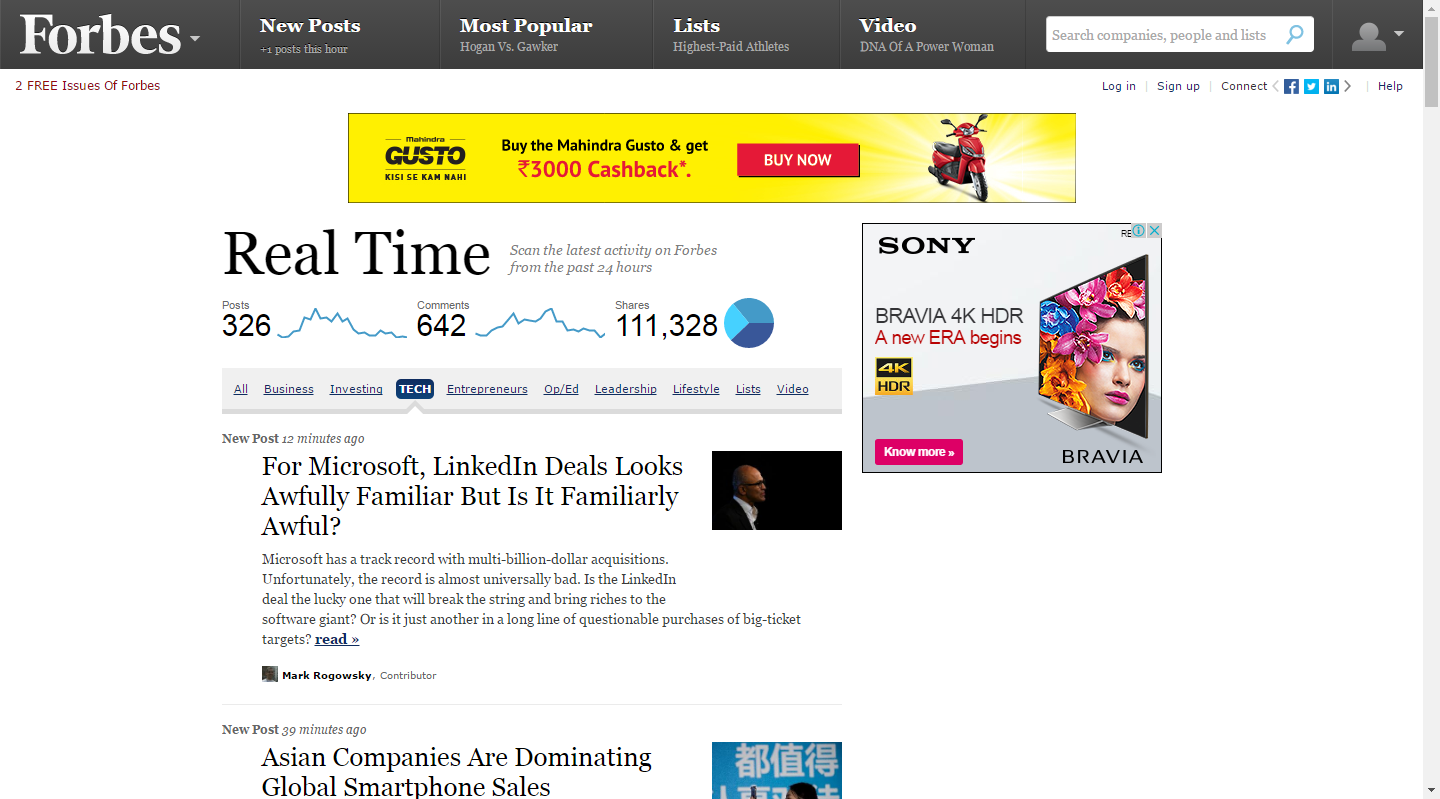 Forbes
New Posts
+1 posts this hour
Most Popular
Hogan Vs. Gawker
Lists
Highest-Paid Athletes
Video
DNA Of A Power Woman
Search companies, people and lists
2 FREE Issues Of Forbes
Log in
Sign up
Connect
Help
Mahindra
GUSTO
KISI SE KAM NAHI
Buy the Mahindra Gusto & get
₹3000 Cashback*.
BUY NOW
Real Time
Scan the latest activity on Forbes
from the past 24 hours
Posts
326
Comments
642
Shares
111,328
All Business Investing TECH Entrepreneurs Op/Ed Leadership Lifestyle Lists Video
New Post 12 minutes ago
For Microsoft, LinkedIn Deals Looks
Awfully Familiar But Is It Familiarly
Awful?
Microsoft has a track record with multi-billion-dollar acquisitions.
Unfortunately, the record is almost universally bad. Is the LinkedIn
deal the lucky one that will break the string and bring riches to the
software giant? Or is it just another in a long line of questionable purchases of big-ticket
targets? read »
Mark Rogowsky, Contributor
New Post 39 minutes ago
Asian Companies Are Dominating
Global Smartphone Sales
都值得
SONY
BRAVIA 4K HDR
A new ERA begins
4K
HDR
Know more »
BRAVIA